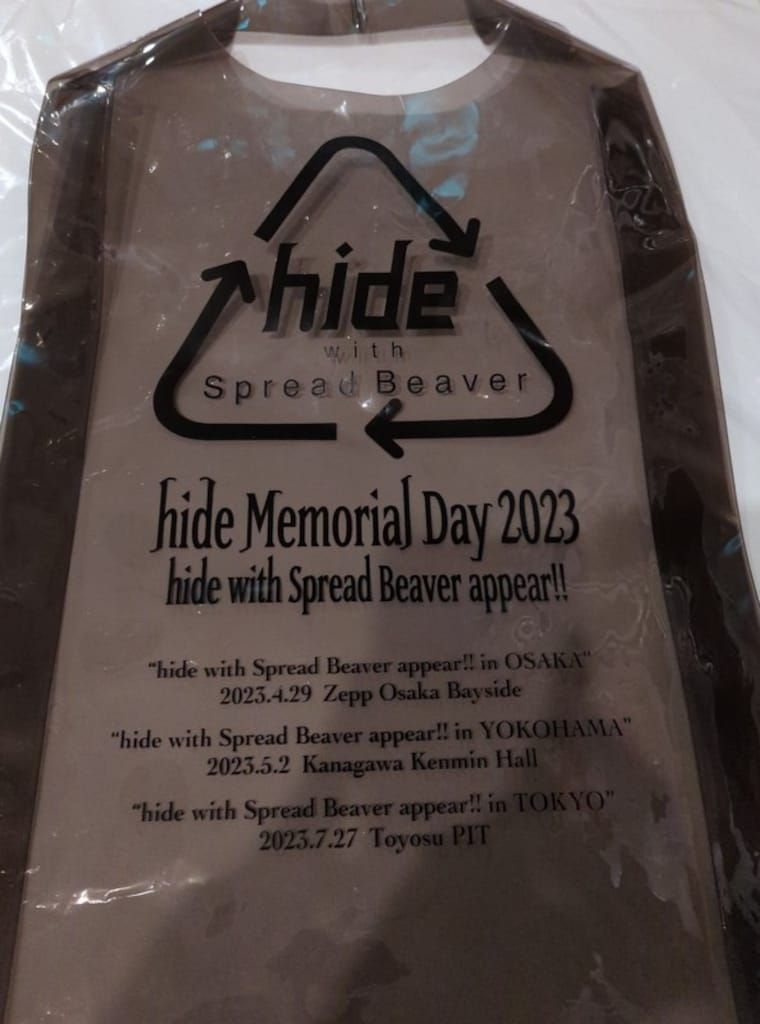 hide
with
Spread Beaver
hide Memorial Day 2023
hide with Spread Beaver appear!!
“hide with Spread Beaver appear!! in OSAKA”
2023.4.29 Zepp Osaka Bayside
“hide with Spread Beaver appear!! in YOKOHAMA”
2023.5.2 Kanagawa Kenmin Hall
“hide with Spread Beaver appear!! in TOKYO”
2023.7.27 Toyosu PIT